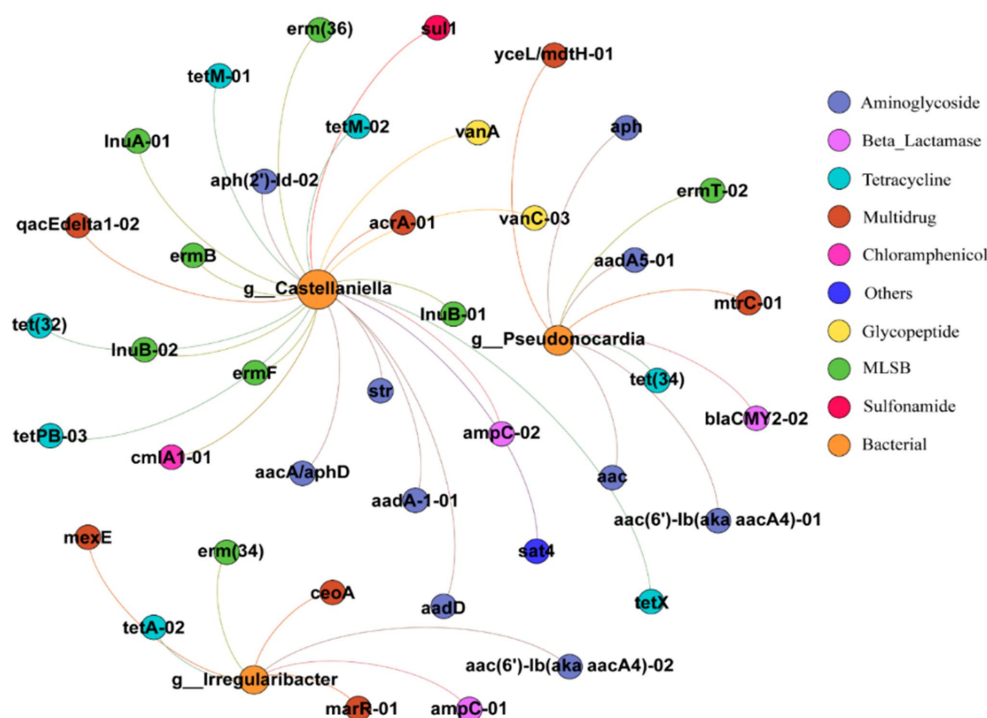 erm(36)
sul1
yceL/mdtH-01
tetM-01
Aminoglycoside
tetM-02
vanA
aph
lnuA-01
Beta_Lactamase
aph(2')-Id-02
Tetracycline
ermT-02
qacEdelta1-02
acrA-01
vanC-03
Multidrug
ermB
aadA5-01
Chloramphenicol
g__Castellaniella
Others
mtrC-01
lnuB-01
tet(32)
g__Pseudonocardia
Glycopeptide
lnuB-02
ermF
tet(34)
MLSB
str
Sulfonamide
blaCMY2-02
tetPB-03
ampC-02
Bacterial
cmlA1-01
aacA/aphD
aac
aadA-1-01
aac(6')-Ib(aka aacA4)-01
mexE
erm(34)
sat4
ceoA
aadD
tetX
tetA-02
aac(6')-Ib(aka aacA4)-02
g__Irregularibacter
marR-01
ampC-01